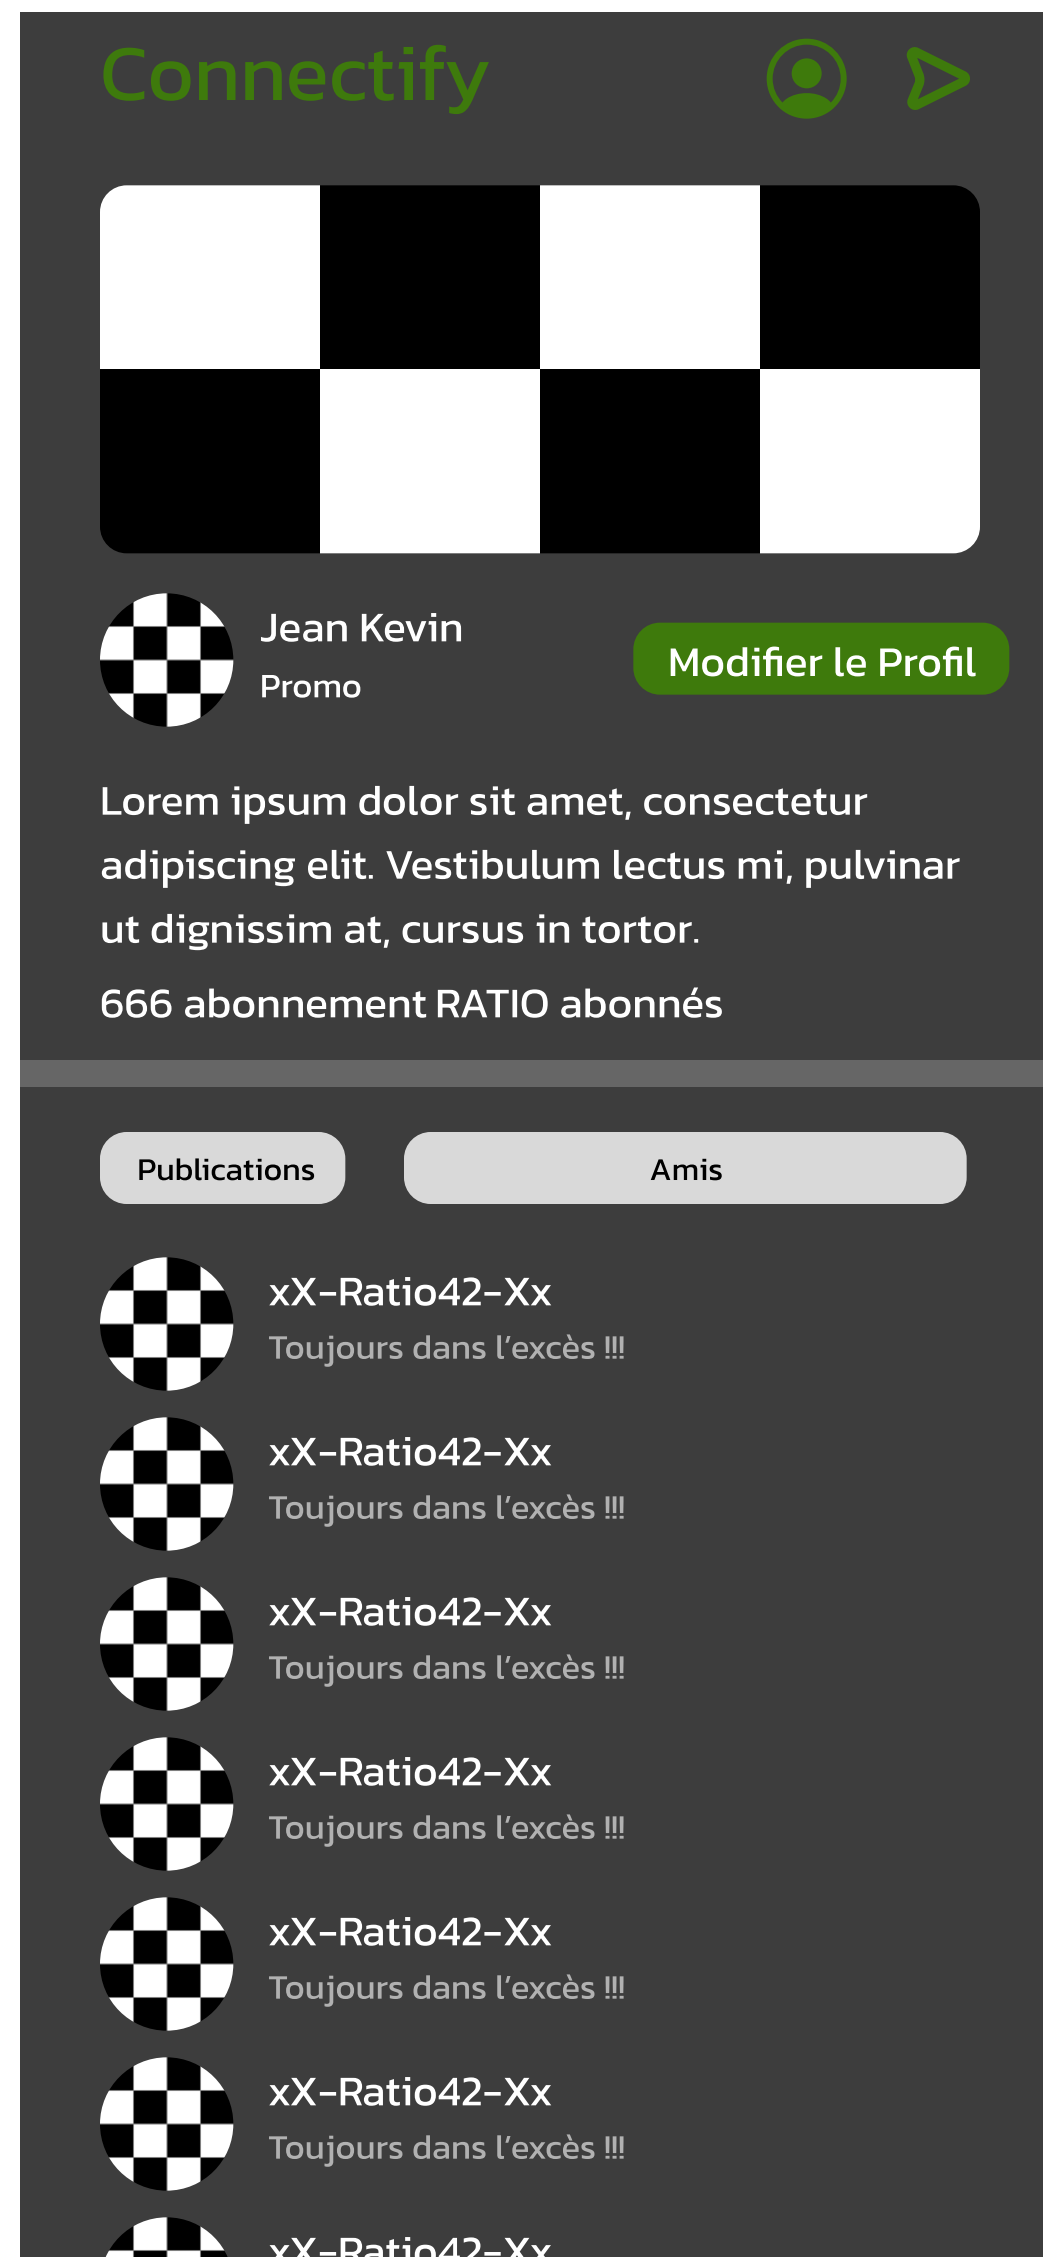 Connectify
Jean Kevin
Promo
Modifier le Profil
Lorem ipsum dolor sit amet, consectetur
adipiscing elit. Vestibulum lectus mi, pulvinar
ut dignissim at, cursus in tortor.
666 abonnement RATIO abonnés
Publications
Amis
xX-Ratio42-Xx
Toujours dans l’excès !!!
xX-Ratio42-Xx
Toujours dans l’excès !!!
xX-Ratio42-Xx
Toujours dans l’excès !!!
xX-Ratio42-Xx
Toujours dans l’excès !!!
xX-Ratio42-Xx
Toujours dans l’excès !!!
xX-Ratio42-Xx
Toujours dans l’excès !!!
xX-Ratio42-Xx